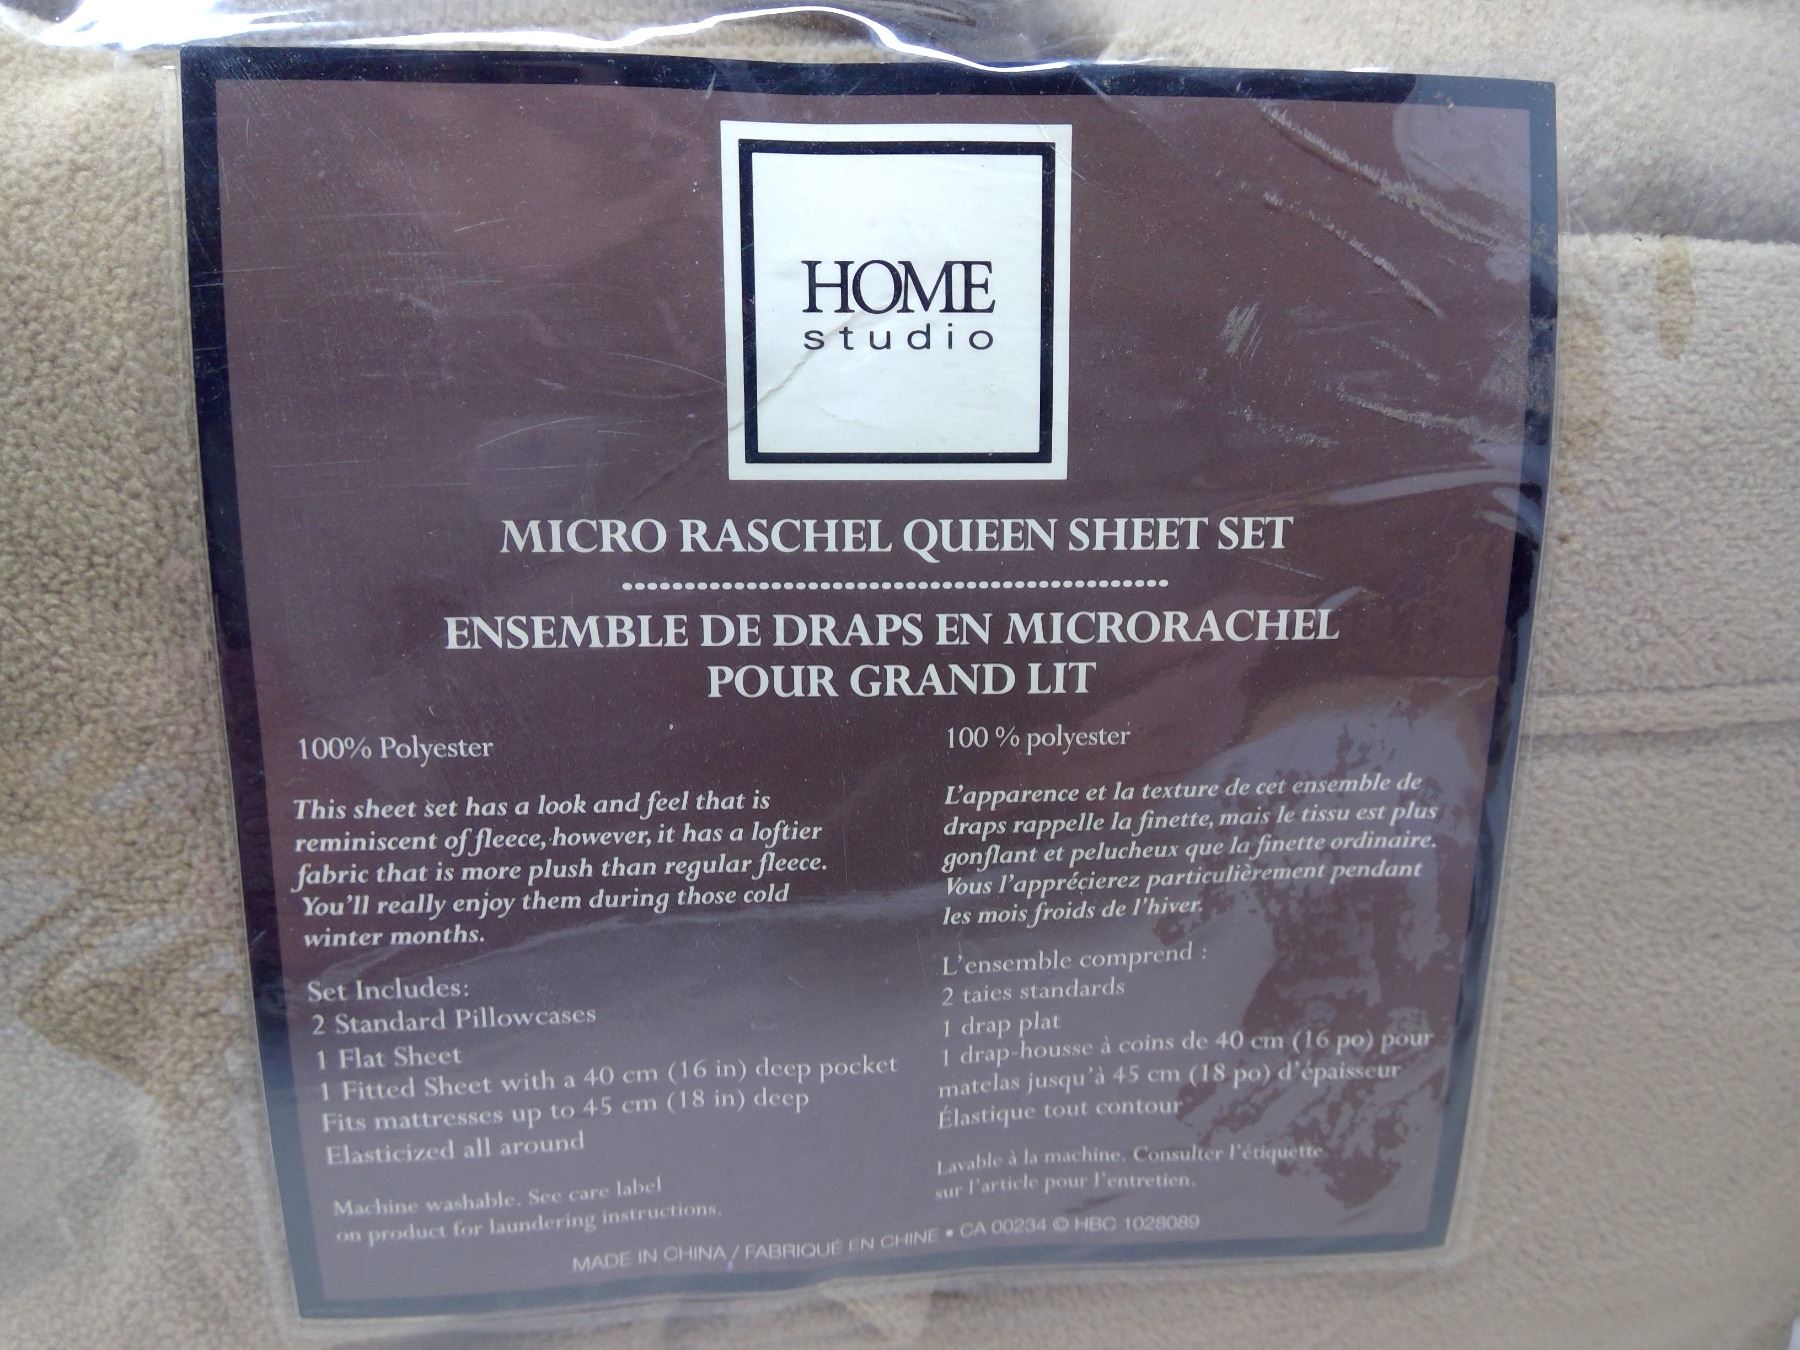 HOME
studio
MICRO RASCHEL QUEEN SHEET SET
ENSEMBLE DE DRAPS EN MICRORACHEL
POUR GRAND LIT
100% Polyester
This sheet set has a look and feel that is
reminiscent of fleece, however, it has a loftier
fabric that is more plush than regular fleece.
You'll really enjoy them during those cold
winter months.
Set Includes:
2 Standard Pillowcases
1 Flat Sheet
1 Fitted Sheet with a 40 cm (16 in) deep pocket
Fits mattresses up to 45 cm (18 in) deep
Elasticized all around
Machine washable. See care label
on product for laundering instructions.
100 % polyester
L'apparence et la texture de cet ensemble de
draps rappelle la finette, mais le tissu est plus
gonflant et pelucheux que la finette ordinaire.
Vous l'apprécierez particulièrement pendant
les mois froids de l'hiver.
L'ensemble comprend :
2 taies standards
1 drap plat
1 drap-housse à coins de 40 cm (16 po) pour
matelas jusqu'à 45 cm (18 po) d'épaisseur
Élastique tout contour
Lavable à la machine. Consulter l'étiquette
sur l'article pour l'entretien.
MADE IN CHINA / FABRIQUÉ EN CHINE • CA 00234 © HBC 1028089